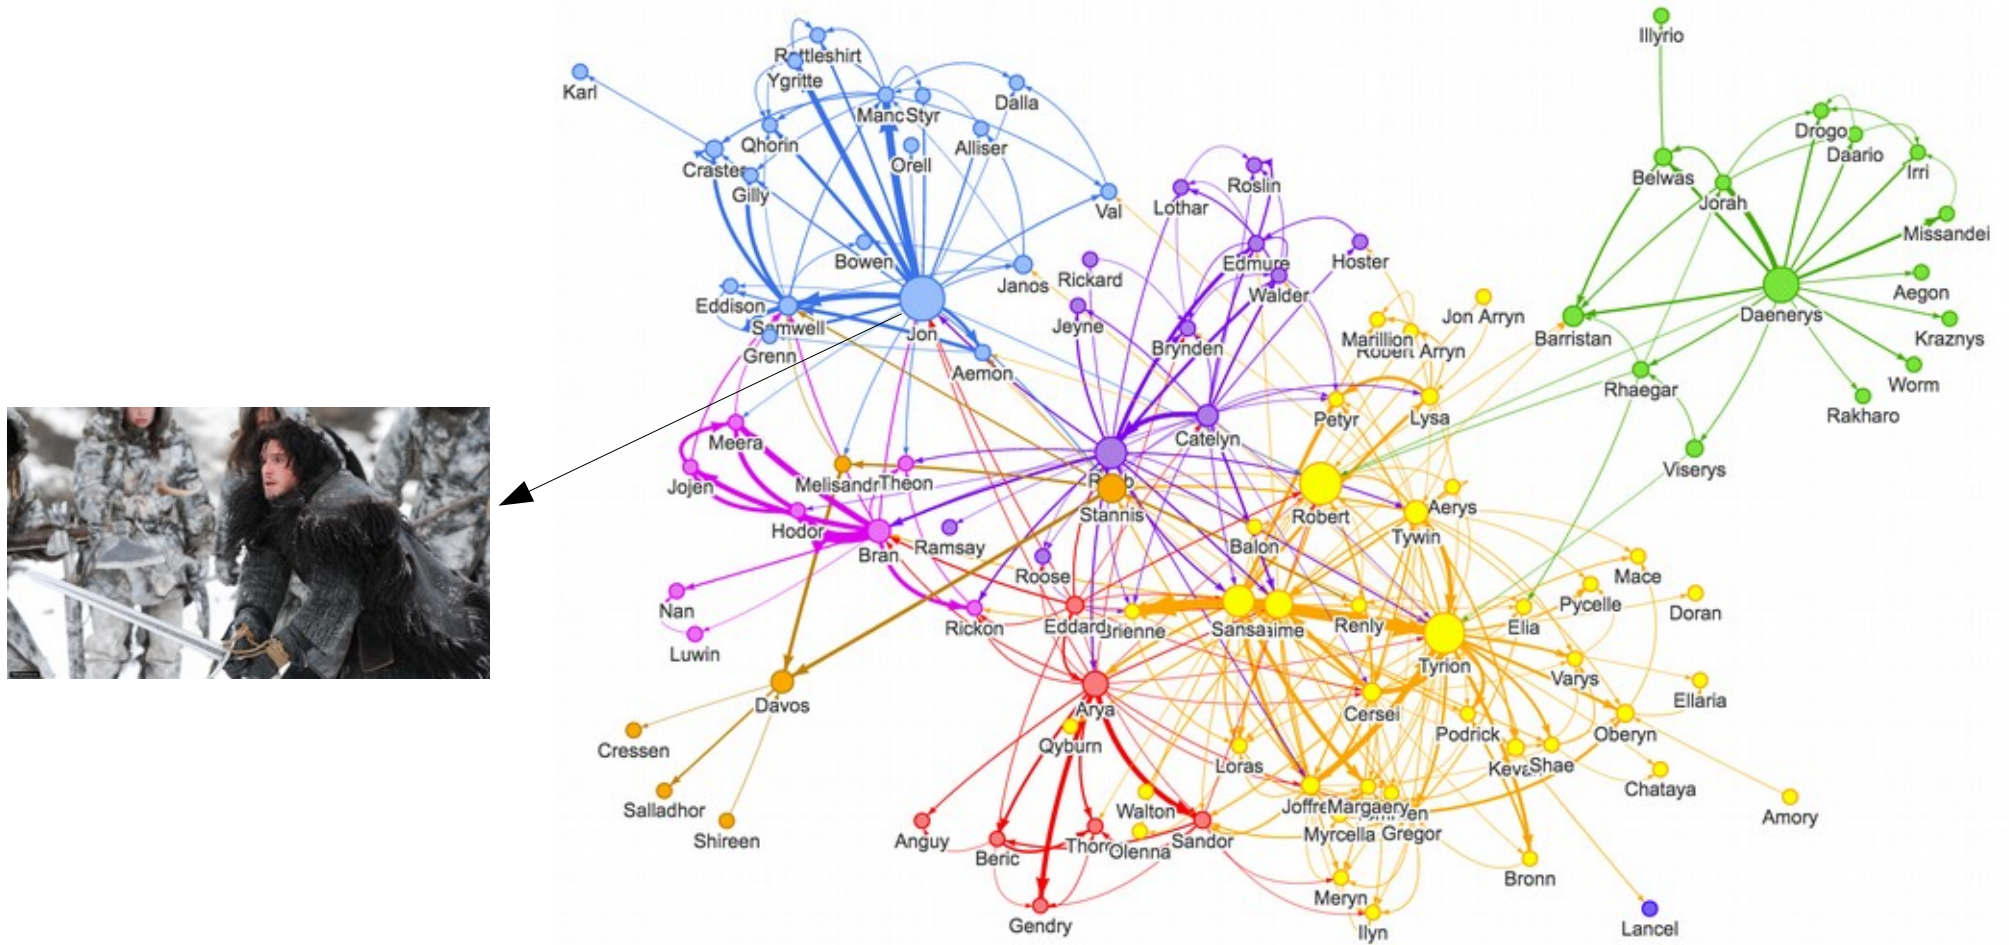 Illyrio
Rattleshirt
Karl
Ygritte
Dalla
Manc
Styr
Drogo
Qhorin
Alliser
Daario
Orell
Craster
Irri
Belwas
Roslin
Gilly
Jorah
Lothar
Val
Missandei
Bowen
Edmure
Hoster
Rickard
Janos
Aegon
Walder
Eddison
Jon Arryn
Daenerys
Samwell
Jeyne
Jon
Barristan
Kraznys
Marillion
Brynden
Robert Arryn
Grenn
Aemon
Worm
Rhaegar
Rakharo
Lysa
Petyr
Catelyn
Meera
Viserys
Melisandr
Theon
Jojen
Aerys
Stannis
Robert
Hodor
Tywin
Balon
Ramsay
Bran
Roose
Mace
Pycelle
Nan
Doran
Renly
Elia
Rickon
Eddard
Brienne
Sansa
aime
Luwin
Tyrion
Varys
Ellaria
Davos
Arya
Cersei
Podrick
Oberyn
Qyburn
Cressen
Loras
Keva
Shae
Chataya
Joffre
Margaery
Salladhor
Walton
Amory
Myrcella
Gregor
Shireen
Anguy
Sandor
Thoro
Olenna
Beric
Bronn
Meryn
Gendry
Lancel
Ilyn